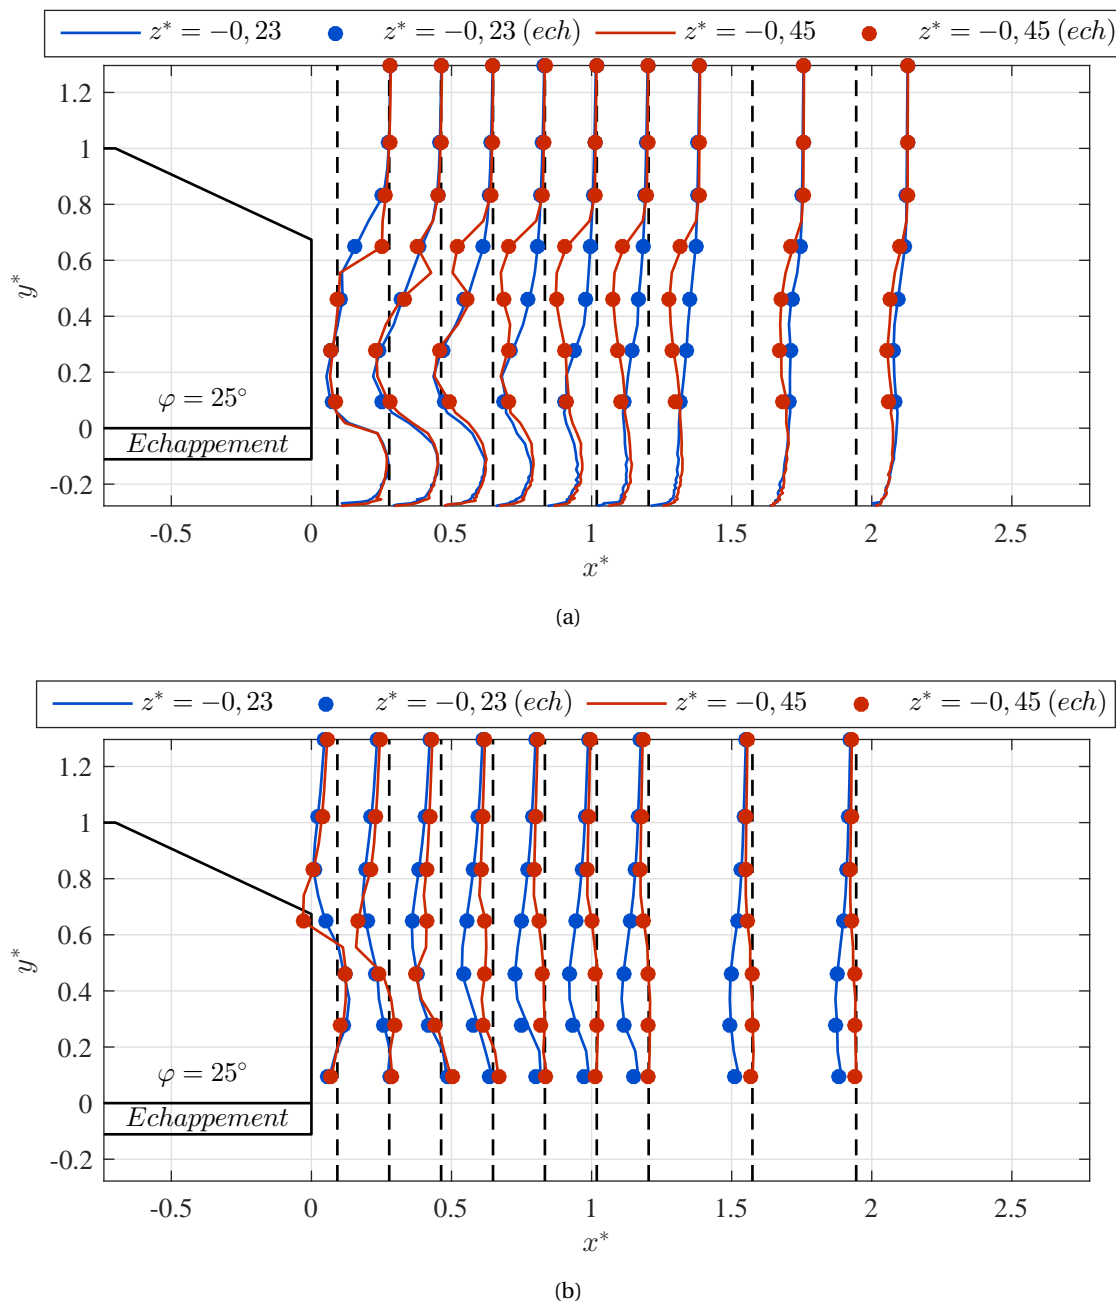 z* = −0, 23 z* = −0, 23 (ech) z* = −0, 45 z* = −0, 45 (ech)
1.2
1
0.8
0.6
y*
0.4
0.2
φ = 25°
0
Echappement
-0.2
-0.5 0 0.5 1 1.5 2 2.5
x*
(a)
z* = −0, 23 z* = −0, 23 (ech) z* = −0, 45 z* = −0, 45 (ech)
1.2
1
0.8
0.6
y*
0.4
0.2
φ = 25°
0
Echappement
-0.2
-0.5 0 0.5 1 1.5 2 2.5
x*
(b)